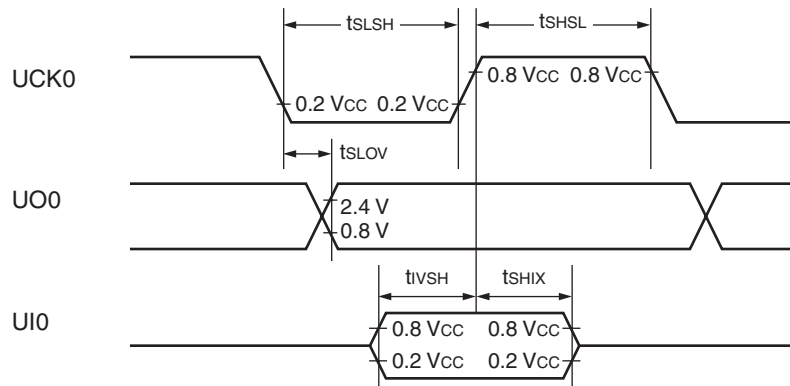 tSLSH tSHSL
UCK0
0.8 VCC 0.8 VCC
0.2 VCC 0.2 VCC
tSLOV
UO0
2.4 V
0.8 V
tIVSH tSHIX
UI0
0.8 VCC 0.8 VCC
0.2 VCC 0.2 VCC